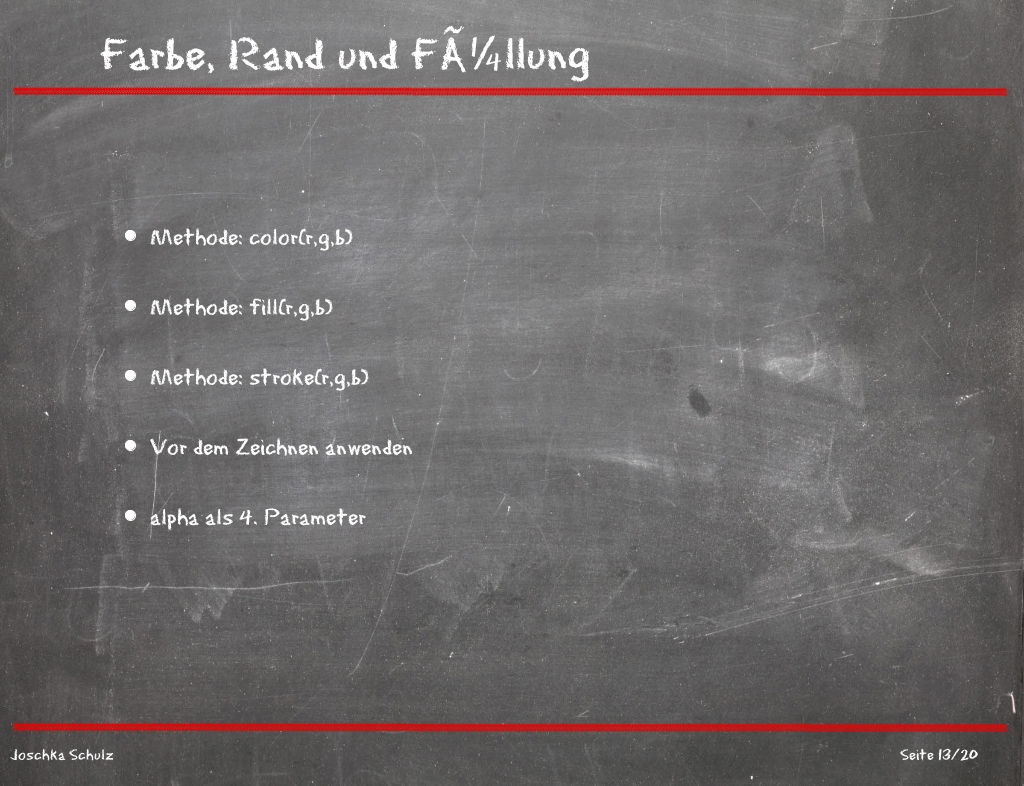 Farbe, Rand und FÃ¼llung
Methode: color(r,g,b)
Methode: fill(r,g,b)
Methode: stroke(r,g,b)
Vor dem Zeichnen anwenden
alpha als 4. Parameter
Joschka Schulz
Seite 13/20